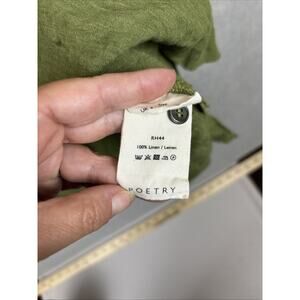 RH44
100% Linen / Leinen
POETRY